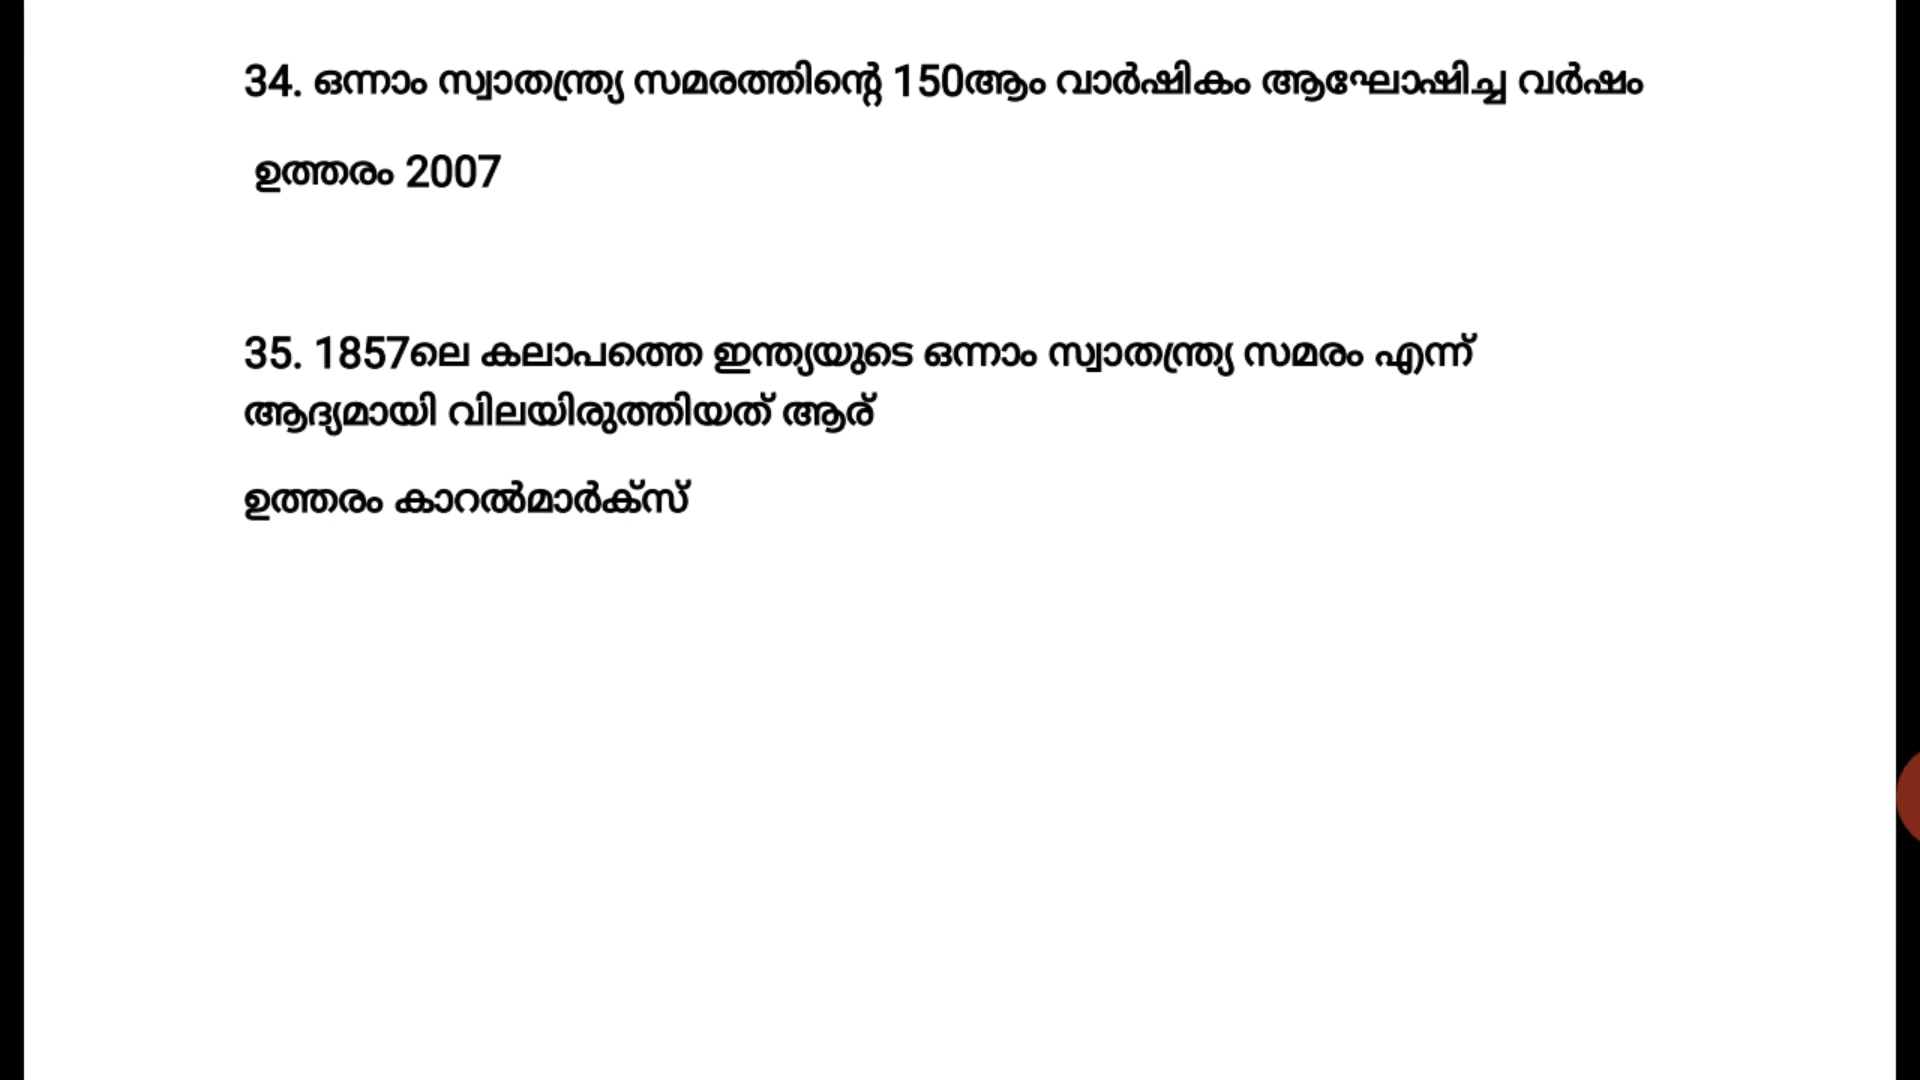 34. ഒന്നാം സ്വാതന്ത്ര്യ സമരത്തിന്റെ 150ആം വാർഷികം ആഘോഷിച്ച വർഷം
ഉത്തരം 2007
35. 1857ലെ കലാപത്തെ ഇന്ത്യയുടെ ഒന്നാം സ്വാതന്ത്ര്യ സമരം എന്ന്
ആദ്യമായി വിലയിരുത്തിയത് ആര്
ഉത്തരം കാറൽമാർക്സ്